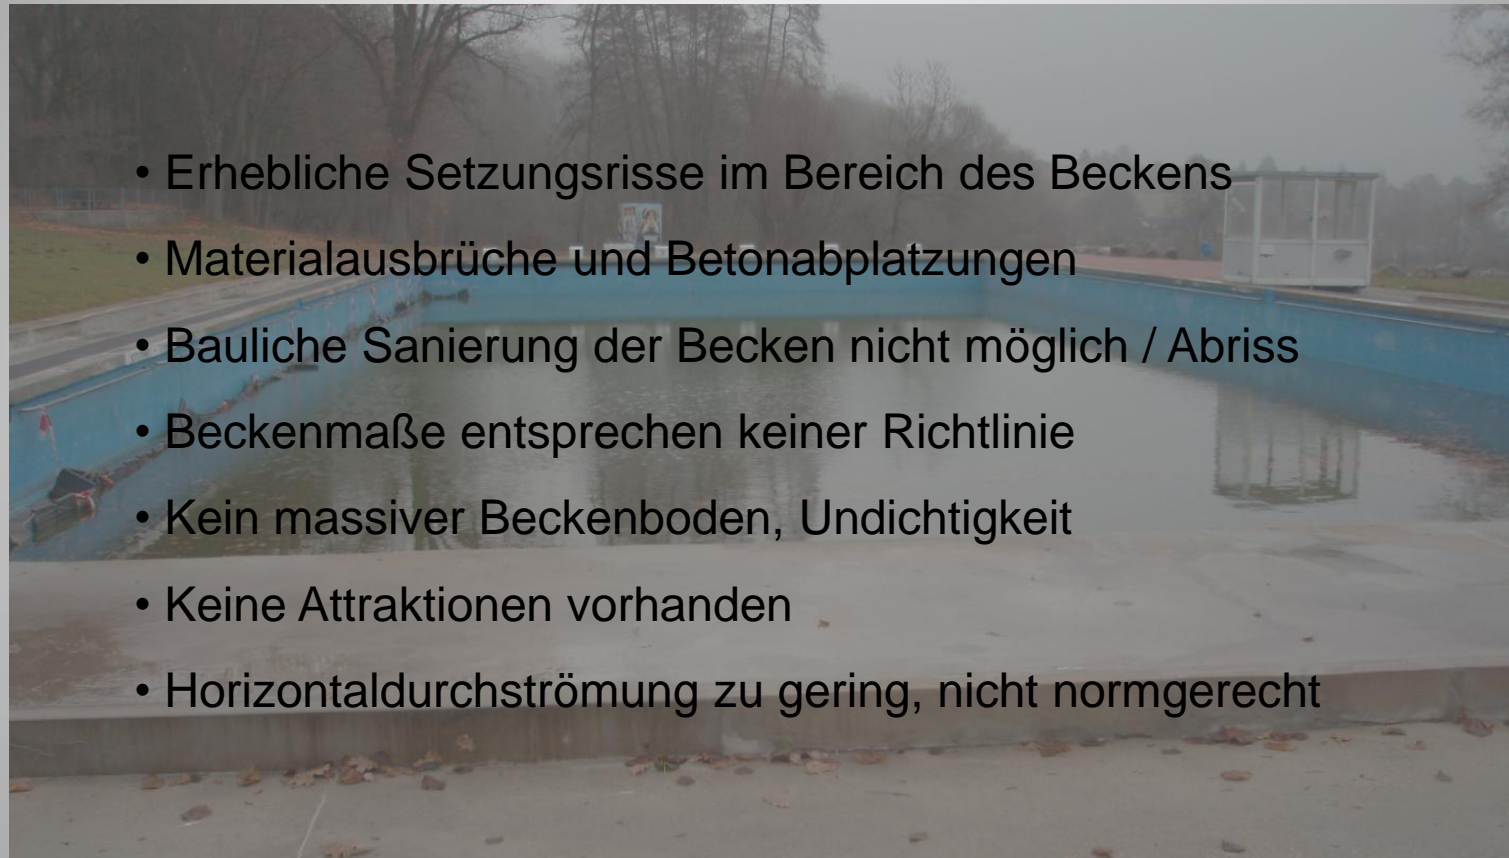 • Erhebliche Setzungsrisse im Bereich des Beckens
• Materialausbrüche und Betonabplatzungen
• Bauliche Sanierung der Becken nicht möglich / Abriss
• Beckenmaße entsprechen keiner Richtlinie
• Kein massiver Beckenboden, Undichtigkeit
• Keine Attraktionen vorhanden
• Horizontaldurchströmung zu gering, nicht normgerecht